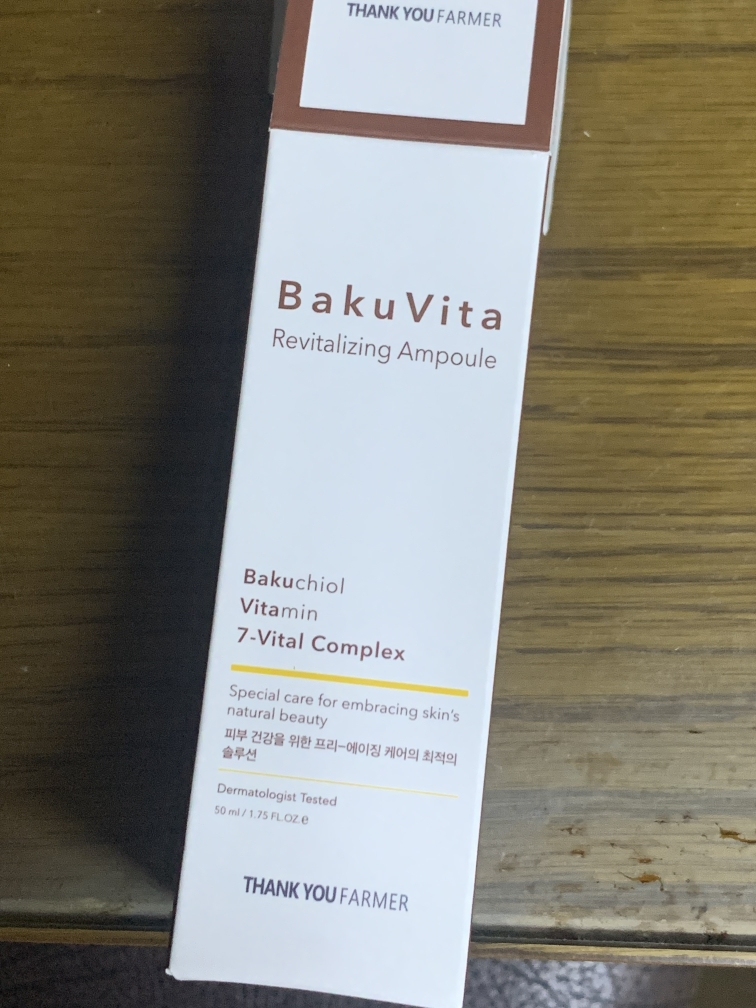 THANK YOU FARMER
BakuVita
Revitalizing Ampoule
Bakuchiol
Vitamin
7-Vital Complex
Special care for embracing skin's
natural beauty
피부 건강을 위한 프리-에이징 케어의 최적의
솔루션
Dermatologist Tested
50 ml / 1.75 FL.OZ.e
THANK YOU FARMER